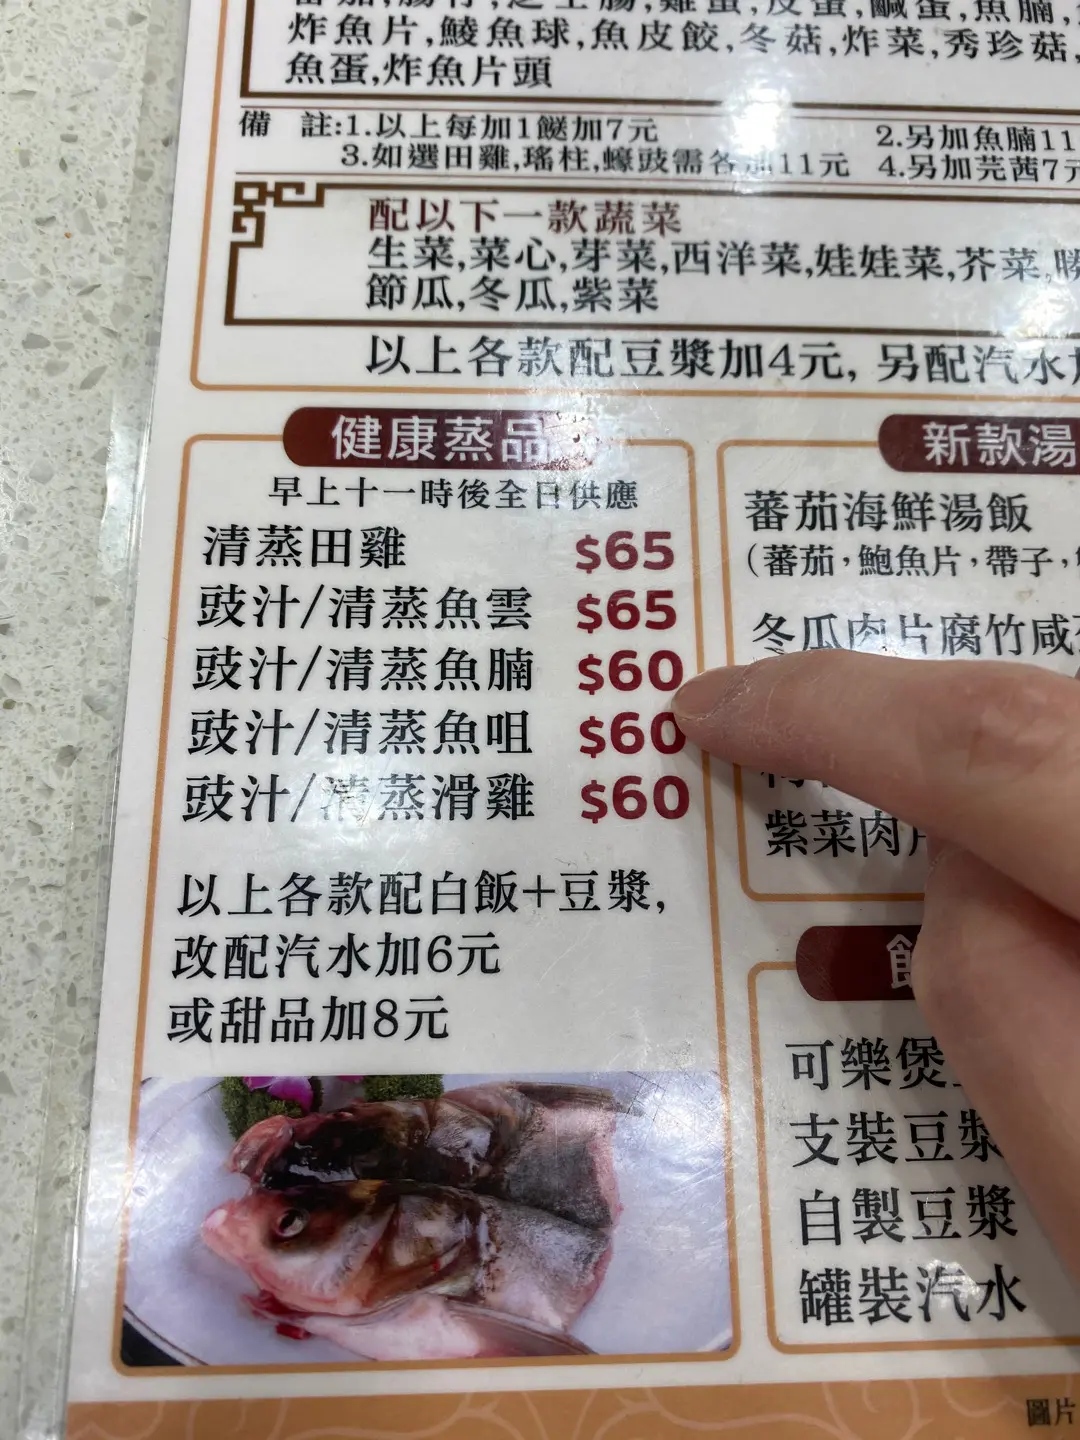 炸魚片,鯪魚球,魚皮餃,冬菇,炸菜,秀珍菇,
魚蛋,炸魚片頭
備 註:1.以上每加1餸加7元
2.另加魚腩11
3.如選田雞,瑤柱,蠔豉需各加11元
4.另加芫茜7元
配以下一款蔬菜
生菜,菜心,芽菜,西洋菜,娃娃菜,芥菜,
節瓜,冬瓜,紫菜
以上各款配豆漿加4元, 另配汽水
健康蒸品
早上十一時後全日供應
清蒸田雞 $65
豉汁/清蒸魚雲 $65
豉汁/清蒸魚腩 $60
豉汁/清蒸魚咀 $60
豉汁/清蒸滑雞 $60
以上各款配白飯+豆漿,
改配汽水加6元
或甜品加8元
新款湯
蕃茄海鮮湯飯
(蕃茄,鮑魚片,帶子,
冬瓜肉片腐竹咸
紫菜肉片
可樂煲
支裝豆漿
自製豆漿
罐裝汽水
圖片